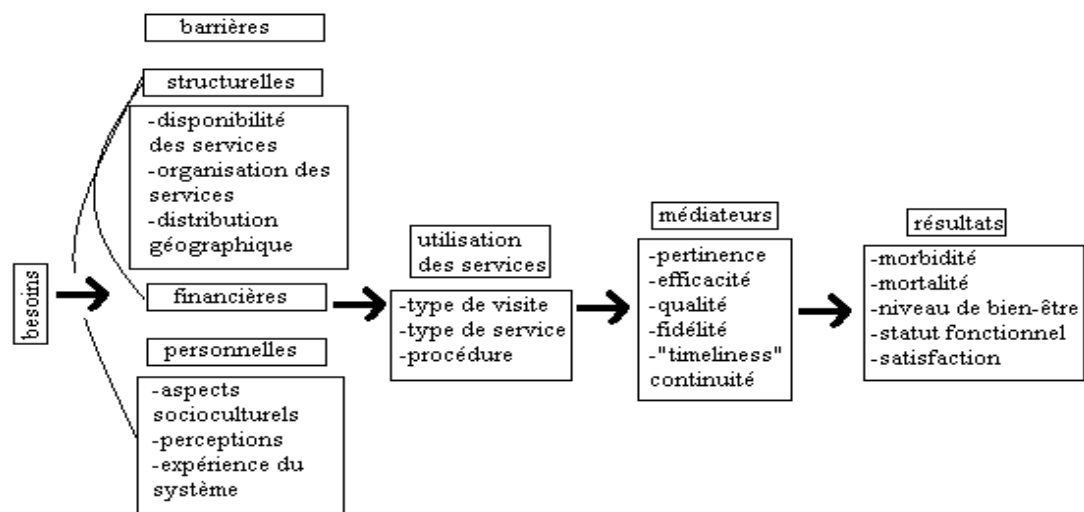 besoins
barrières
structurelles
-disponibilité
des services
-organisation des
services
-distribution
géographique
financières
personnelles
-aspects
socioculturels
-perceptions
-expérience du
système
utilisation
des services
-type de visite
-type de service
-procédure
médiateurs
-pertinence
-efficacité
-qualité
-fidélité
-"timeliness"
continuité
résultats
-morbidité
-mortalité
-niveau de bien-être
-statut fonctionnel
-satisfaction